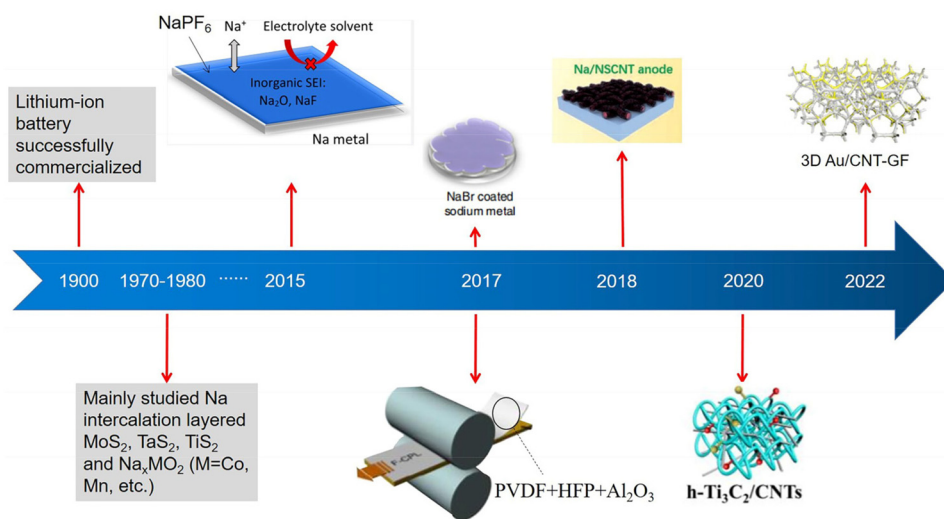 NaPF₆
Na⁺
Electrolyte solvent
Inorganic SEI:
Na₂O, NaF
Na metal
Lithium-ion
battery
successfully
commercialized
NaBr coated
sodium metal
Na/NSCNT anode
3D Au/CNT-GF
1900
1970-1980
......
2015
2017
2018
2020
2022
Mainly studied Na
intercalation layered
MoS₂, TaS₂, TiS₂
and NaₓMO₂ (M=Co,
Mn, etc.)
F-CPL
PVDF+HFP+Al₂O₃
h-Ti₃C₂/CNTs